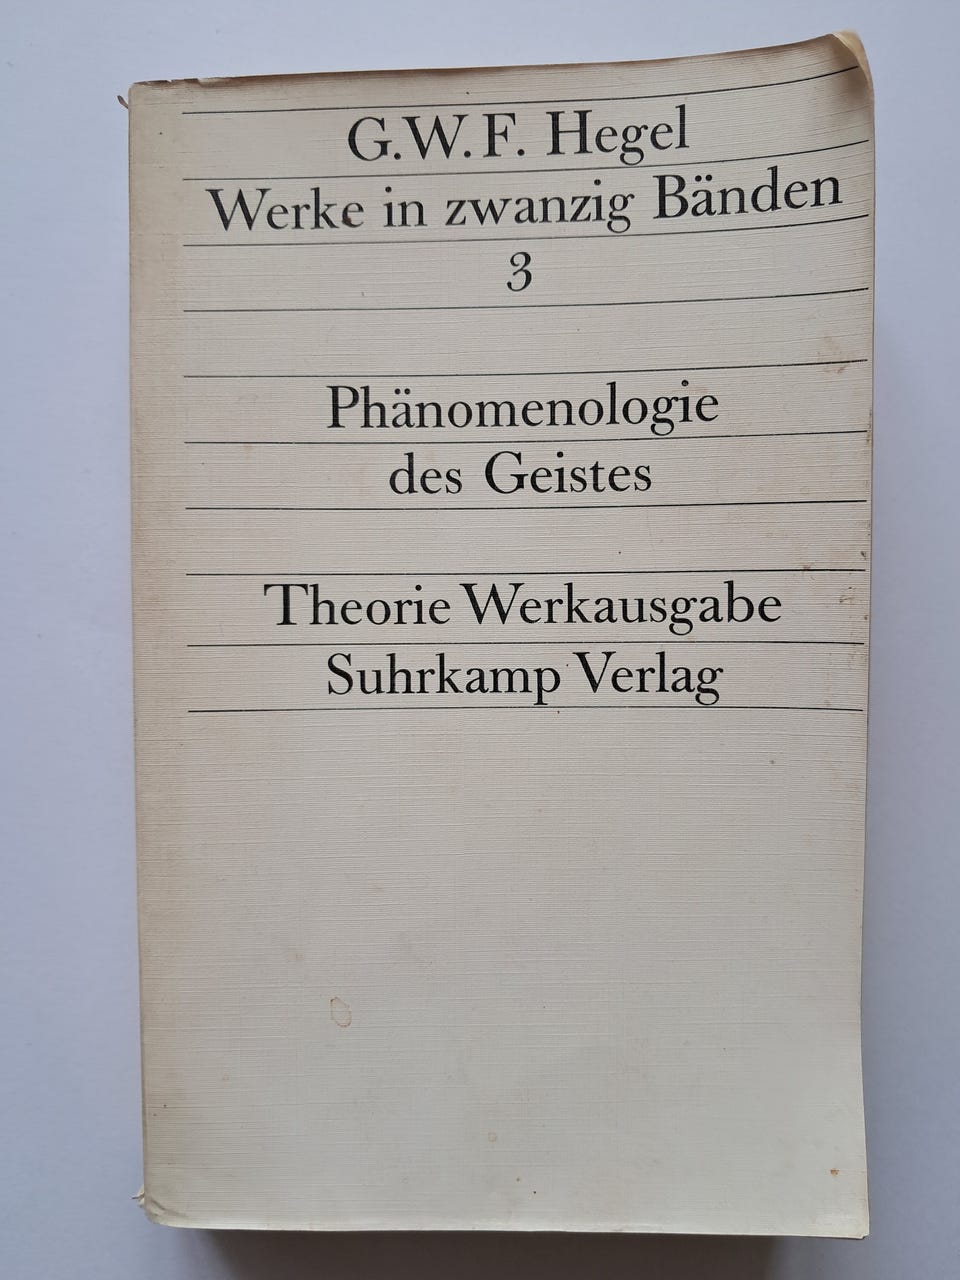 G.W.F. Hegel
Werke in zwanzig Bänden
3
Phänomenologie
des Geistes
Theorie Werkausgabe
Suhrkamp Verlag